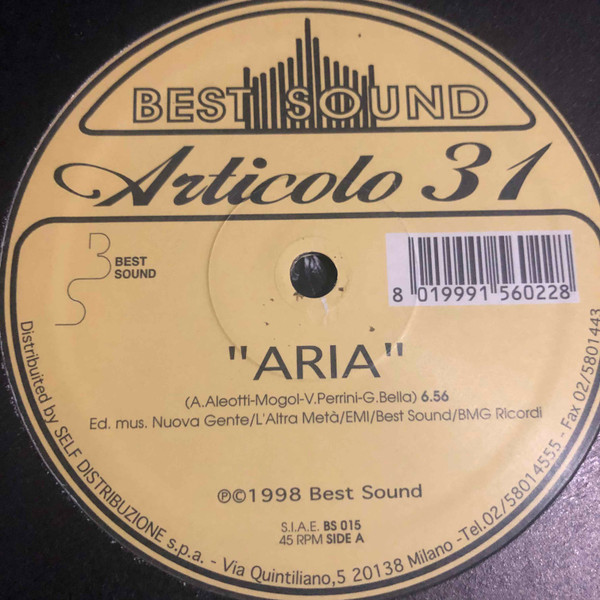 BEST SOUND
Articolo 31
BEST
SOUND
8 019991 560228
"ARIA"
(A.Aleotti-Mogol-V.Perrini-G.Bella) 6.56
Ed. mus. Nuova Gente/L'Altra Metà/EMI/Best Sound/BMG Ricordi
℗©1998 Best Sound
S.I.A.E. BS 015
45 RPM SIDE A
Distribuited by SELF DISTRIBUZIONE s.p.a. - Via Quintiliano,5 20138 Milano -Tel.02/58014555 - Fax 02/5801443